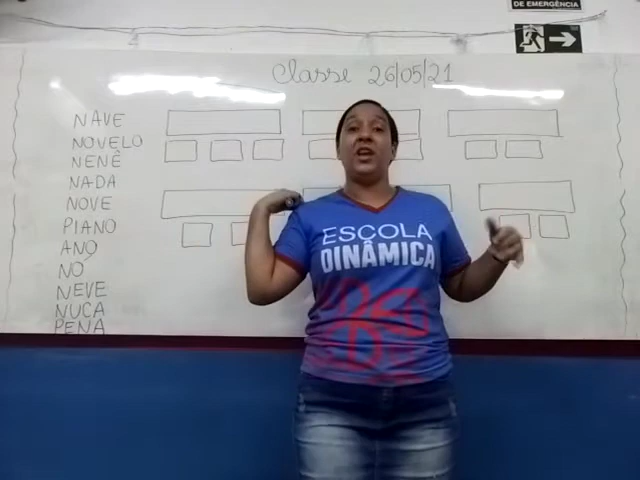 DE EMERGÊNCIA
Classe 26/05/21
NAVE
NOVELO
NENÊ
NADA
NOVE
PIANO
ANO
NO
NEVE
NUCA
PENA
ESCOLA
DINÂMICA